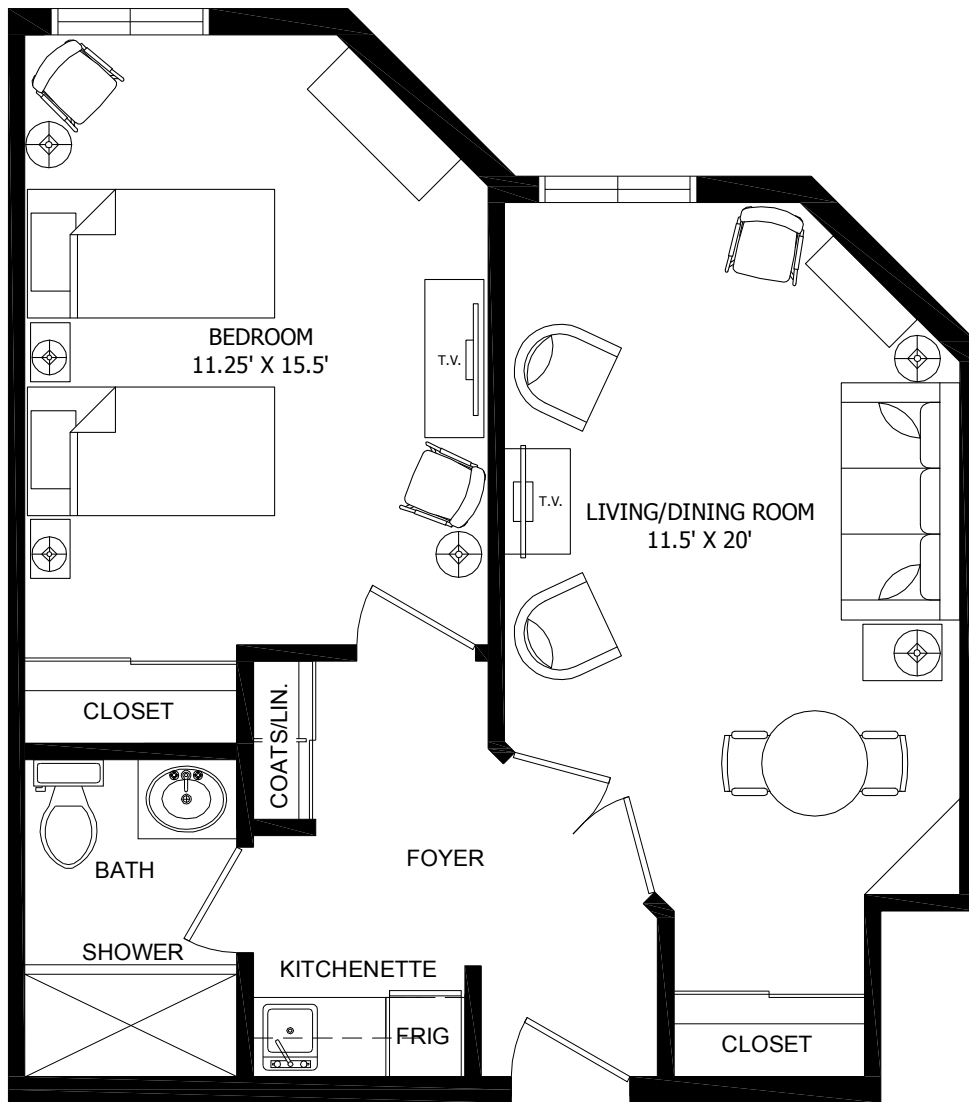 BEDROOM
11.25' X 15.5'
T.V.
T.V.
LIVING/DINING ROOM
11.5' X 20'
CLOSET
COATS/LIN.
FOYER
BATH
SHOWER
KITCHENETTE
FRIG
CLOSET